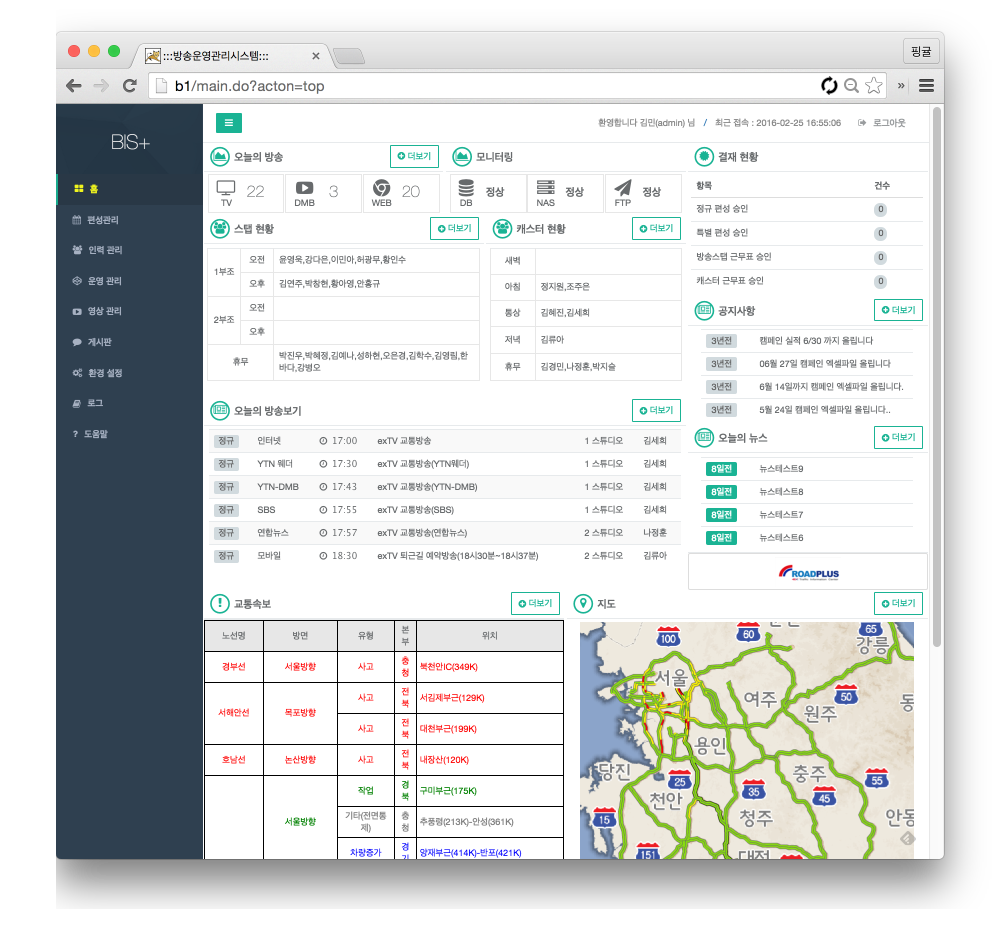 :::방송운영관리시스템:::
핑귤
b1/main.do?acton=top
BIS+
홈
편성관리
인력 관리
운영 관리
영상 관리
게시판
환경 설정
로그
? 도움말
환영합니다 김민(admin) 님 / 최근 접속 : 2016-02-25 16:55:06 로그아웃
오늘의 방송 더보기
TV 22 DMB 3 WEB 20
모니터링
DB 정상 NAS 정상 FTP 정상
스탭 현황 더보기
1부조 오전 윤영욱,강다은,이민아,허광무,황인수
오후 김연주,박창현,황아영,안홍규
2부조 오전
오후
휴무 박진우,박혜정,김예나,성하현,오은경,김학수,김영림,한
바다,강병오
캐스터 현황 더보기
새벽
아침 정지원,조주은
통상 김혜진,김세희
저녁 김류아
휴무 김경민,나정훈,박지슬
오늘의 방송보기 더보기
정규 인터넷 17:00 exTV 교통방송 1 스튜디오 김세희
정규 YTN 웨더 17:30 exTV 교통방송(YTN웨더) 1 스튜디오 김세희
정규 YTN-DMB 17:43 exTV 교통방송(YTN-DMB) 1 스튜디오 김세희
정규 SBS 17:55 exTV 교통방송(SBS) 1 스튜디오 김세희
정규 연합뉴스 17:57 exTV 교통방송(연합뉴스) 2 스튜디오 나정훈
정규 모바일 18:30 exTV 퇴근길 예약방송(18시30분~18시37분) 2 스튜디오 김류아
결재 현황
항목 건수
정규 편성 승인 0
특별 편성 승인 0
방송스탭 근무표 승인 0
캐스터 근무표 승인 0
공지사항 더보기
3년전 캠페인 실적 6/30 까지 올립니다
3년전 06월 27일 캠페인 엑셀파일 올립니다
3년전 6월 14일까지 캠페인 엑셀파일 올립니다.
3년전 5월 24일 캠페인 엑셀파일 올립니다..
오늘의 뉴스 더보기
8일전 뉴스테스트9
8일전 뉴스테스트8
8일전 뉴스테스트7
8일전 뉴스테스트6
ROADPLUS
교통속보 더보기
노선명 방면 유형 본부 위치
경부선 서울방향 사고 충청 북천안IC(349K)
서해안선 목포방향 사고 전북 서김제부근(129K)
사고 전북 대천부근(199K)
호남선 논산방향 사고 전북 내장산(120K)
서울방향 작업 경북 구미부근(175K)
기타(전면통제) 충청 추풍령(213K)-안성(361K)
차량증가 경기 양재부근(414K)-반포(421K)
지도 더보기
100
60
65
강릉
서울
여주
50
원주
동
용인
당진
25
충주
55
천안
35
45
15
청주
안동
151
대전